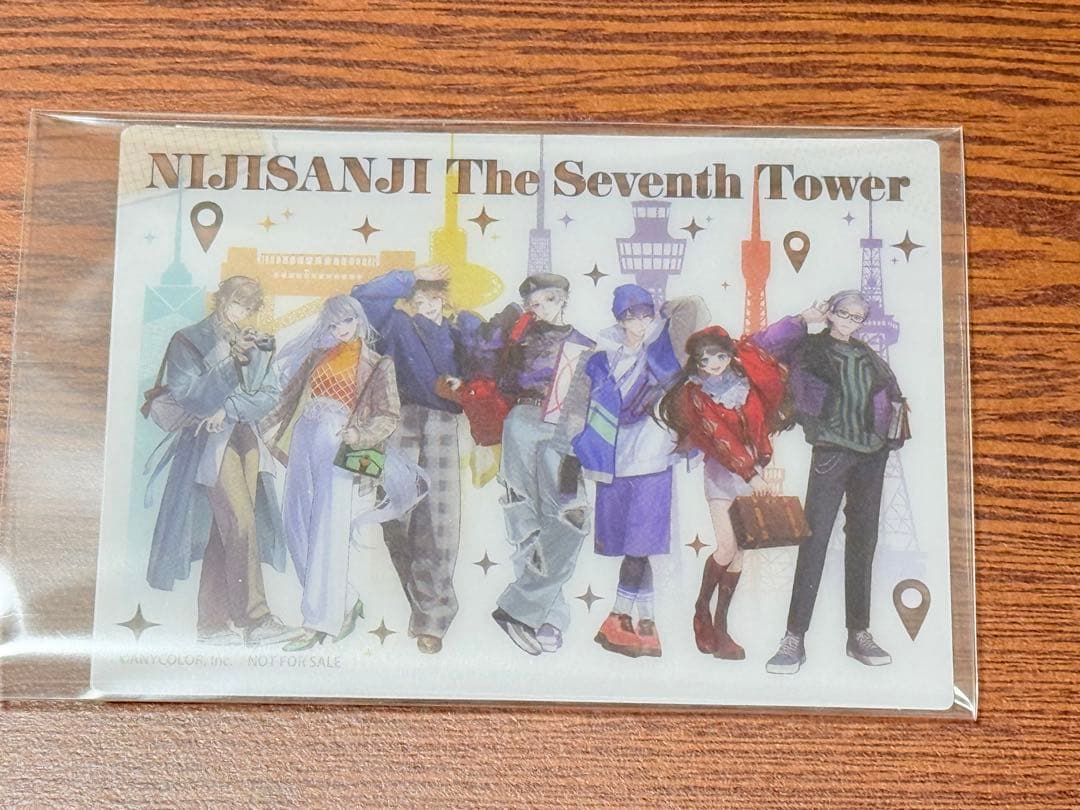 NIJISANJI The Seventh Tower
©ANYCOLOR, Inc. NOT FOR SALE